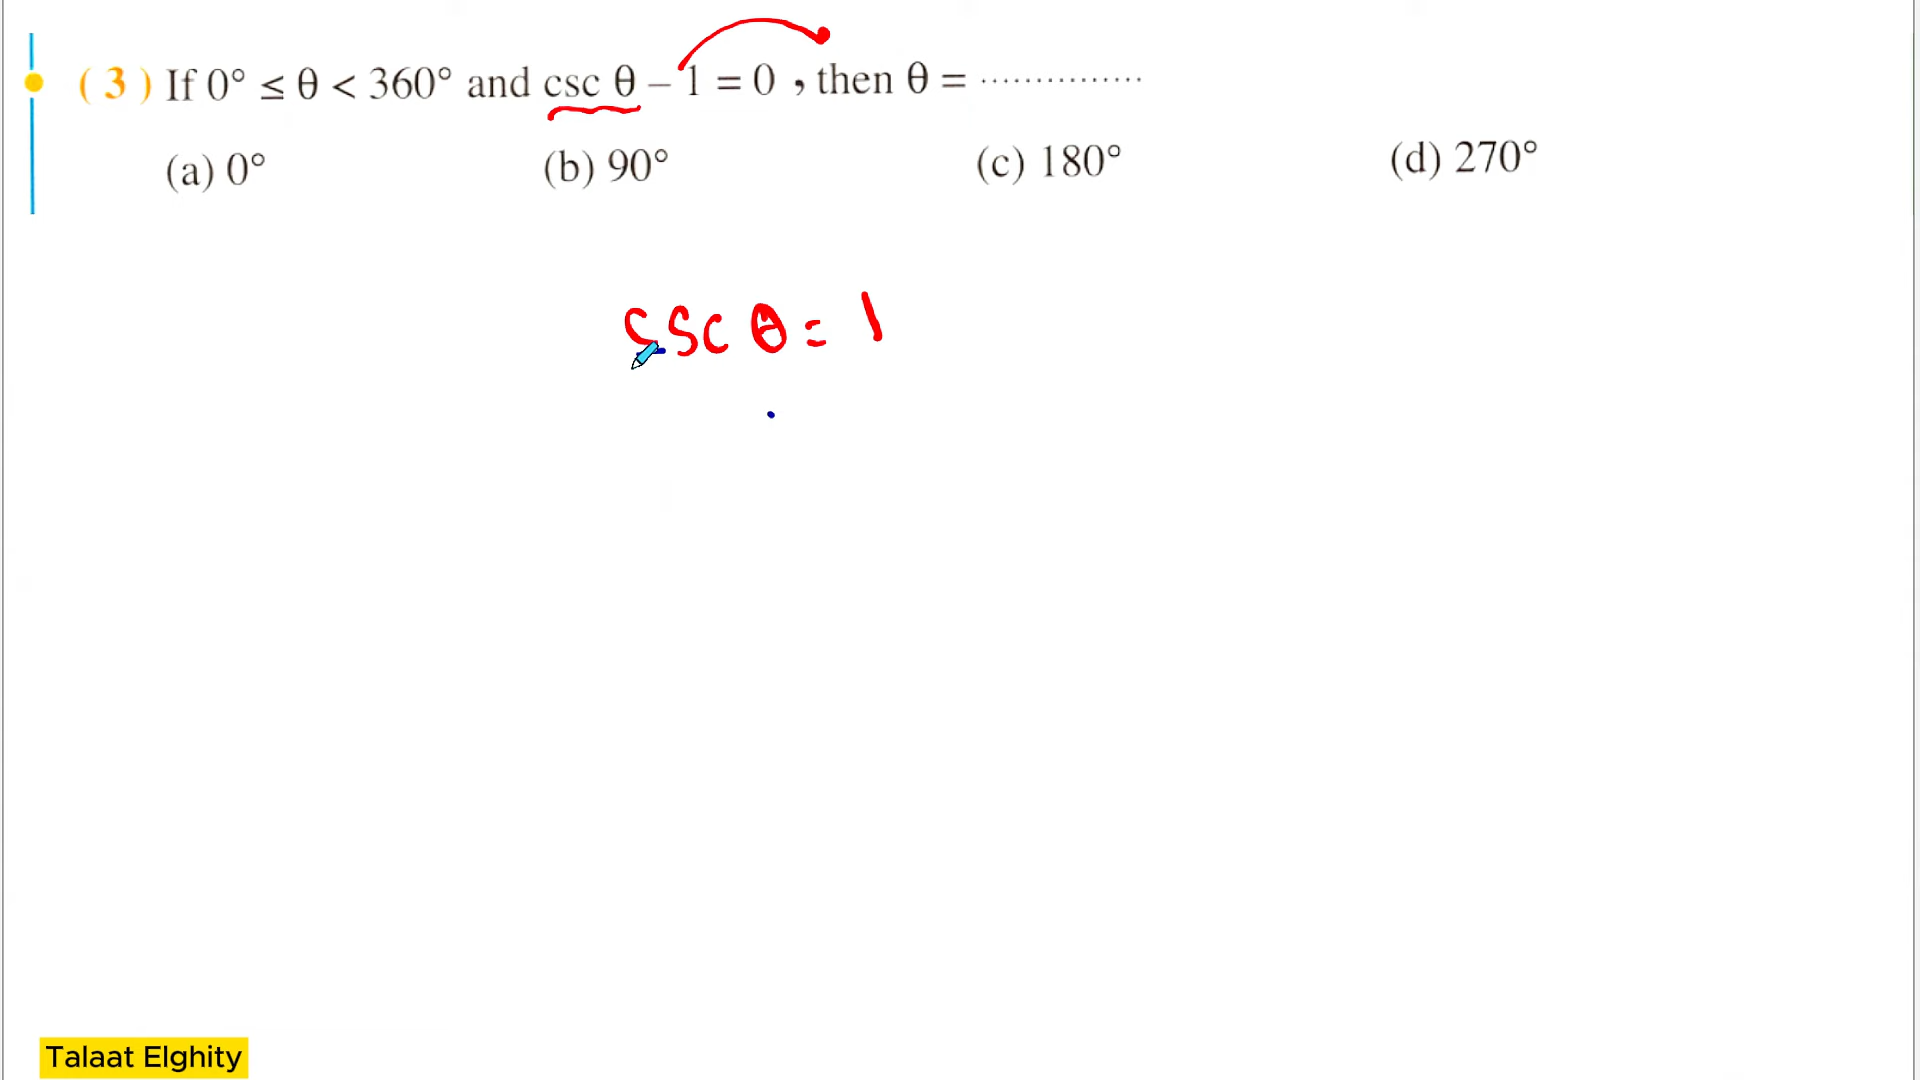 ( 3 ) If 0° ≤ θ < 360° and csc θ – 1 = 0 , then θ = ...............
(a) 0° (b) 90° (c) 180° (d) 270°
csc θ = 1
Talaat Elghity